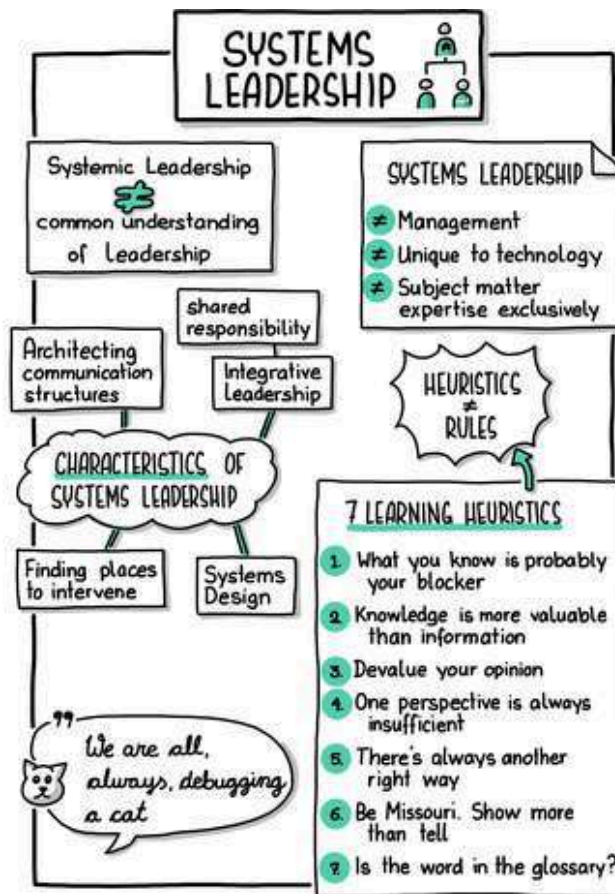 SYSTEMS
LEADERSHIP
Systemic Leadership
≠
common understanding
of Leadership
SYSTEMS LEADERSHIP
≠ Management
≠ Unique to technology
≠ Subject matter
expertise exclusively
shared
responsibility
Integrative
Leadership
Architecting
communication
structures
CHARACTERISTICS OF
SYSTEMS LEADERSHIP
Finding places
to intervene
Systems
Design
HEURISTICS
≠
RULES
7 LEARNING HEURISTICS
1. What you know is probably
your blocker
2. Knowledge is more valuable
than information
3. Devalue your opinion
4. One perspective is always
insufficient
5. There's always another
right way
6. Be Missouri. Show more
than tell
7. Is the word in the glossary?
"
We are all,
always, debugging
a cat